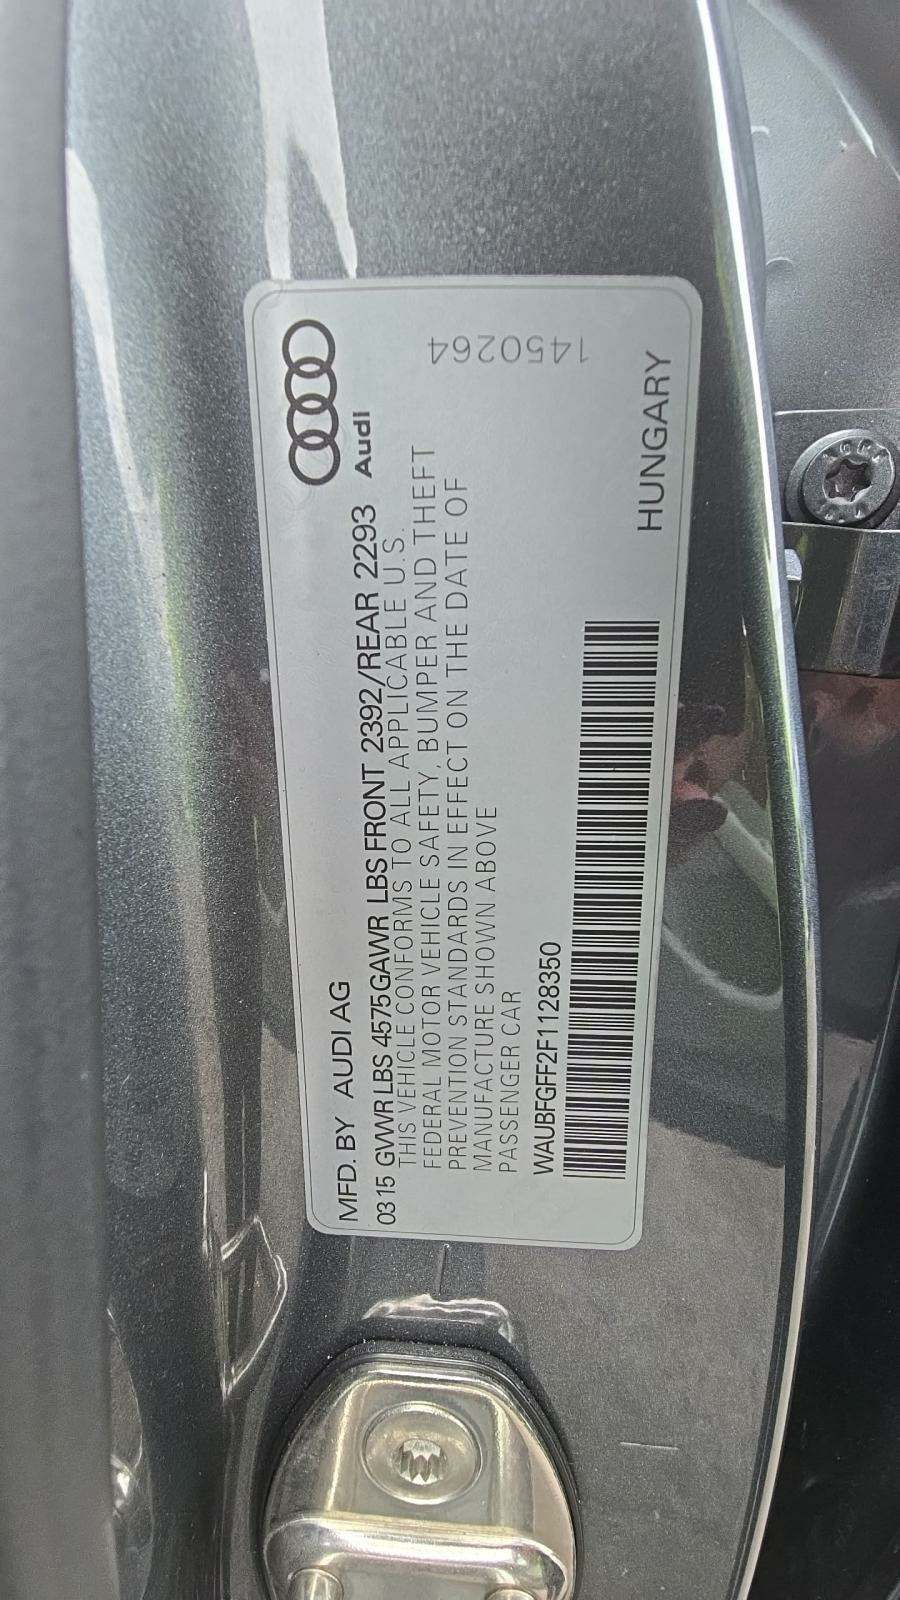 MFD. BY AUDI AG
Audi
0315 GVWR LBS 4575 GAWR LBS FRONT 2392/REAR 2293
THIS VEHICLE CONFORMS TO ALL APPLICABLE U.S.
FEDERAL MOTOR VEHICLE SAFETY, BUMPER AND THEFT
PREVENTION STANDARDS IN EFFECT ON THE DATE OF
MANUFACTURE SHOWN ABOVE
PASSENGER CAR
1450264
WAUBFGFF2F1128350
HUNGARY